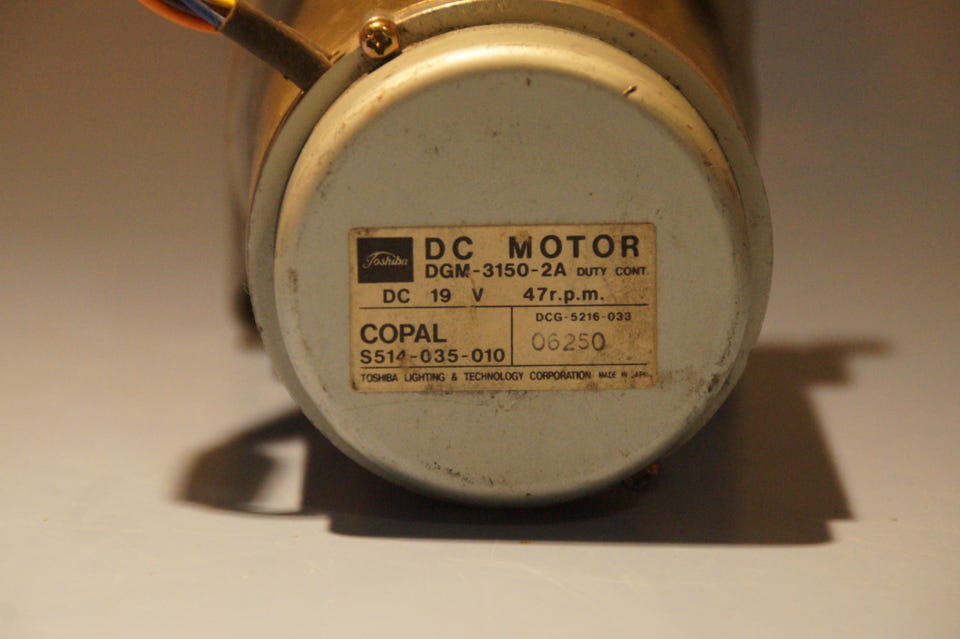 Toshiba
DC MOTOR
DGM-3150-2A DUTY CONT.
DC 19 V 47r.p.m.
COPAL
S514-035-010
DCG-5216-033
06250
TOSHIBA LIGHTING & TECHNOLOGY CORPORATION MADE IN JAPAN